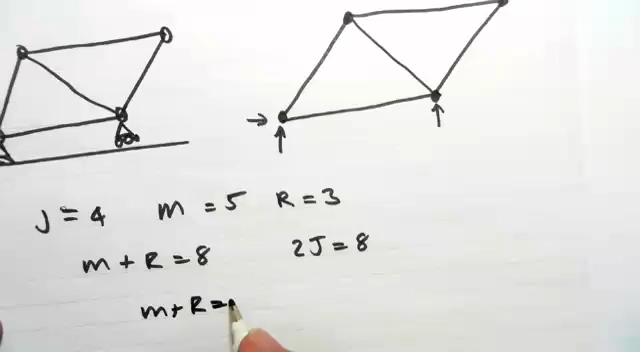 J = 4 m = 5 R = 3
m + R = 8 2J = 8
m + R =